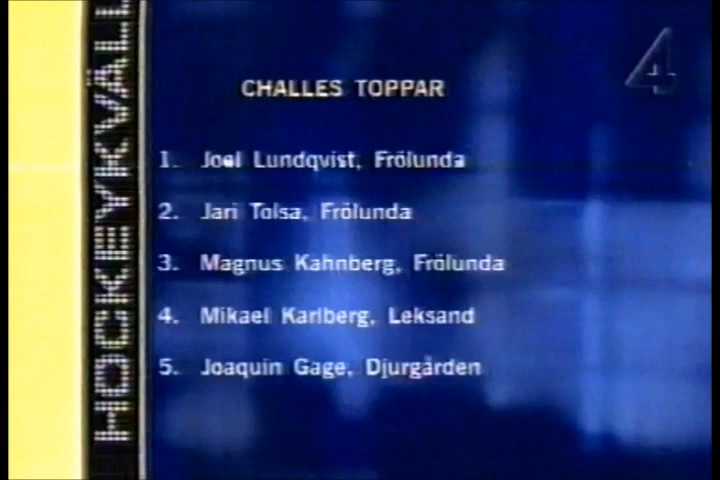 HOCKEYKVÄLL
4
CHALLES TOPPAR
1. Joel Lundqvist, Frölunda
2. Jari Tolsa, Frölunda
3. Magnus Kahnberg, Frölunda
4. Mikael Karlberg, Leksand
5. Joaquin Gage, Djurgården